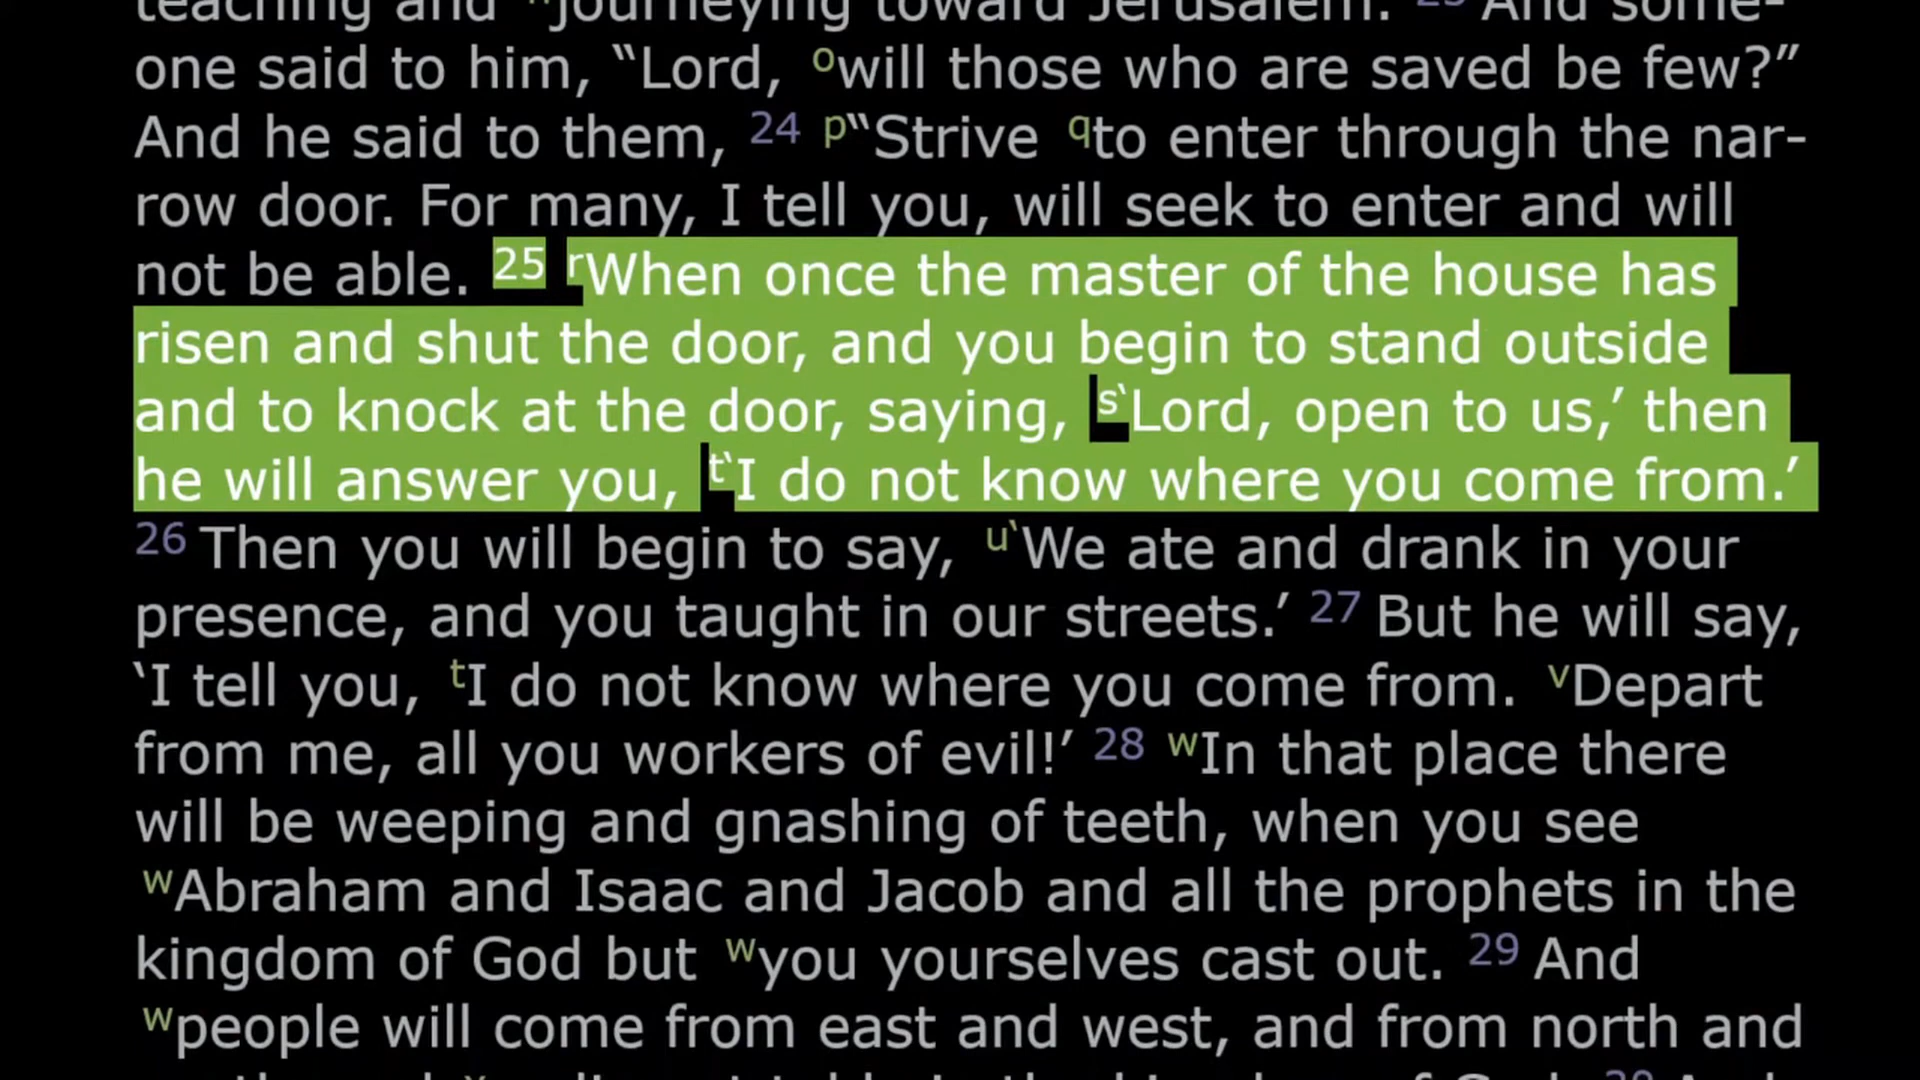 teaching and ⁿjourneying toward Jerusalem. 23 And some-
one said to him, “Lord, ᵒwill those who are saved be few?”
And he said to them, 24 ᵖ“Strive qto enter through the nar-
row door. For many, I tell you, will seek to enter and will
not be able. 25 ʳWhen once the master of the house has
risen and shut the door, and you begin to stand outside
and to knock at the door, saying, ˢ‘Lord, open to us,’ then
he will answer you, ᵗ‘I do not know where you come from.’
26 Then you will begin to say, ᵘ‘We ate and drank in your
presence, and you taught in our streets.’ 27 But he will say,
‘I tell you, ᵗI do not know where you come from. ᵛDepart
from me, all you workers of evil!’ 28 ʷIn that place there
will be weeping and gnashing of teeth, when you see
ʷAbraham and Isaac and Jacob and all the prophets in the
kingdom of God but ʷyou yourselves cast out. 29 And
ʷpeople will come from east and west, and from north and